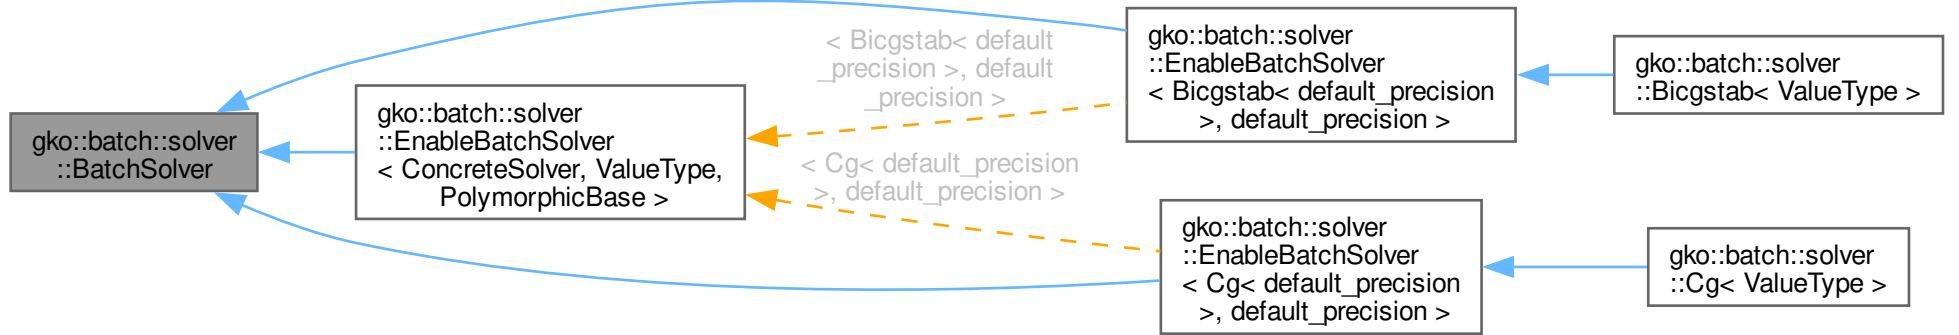 gko::batch::solver
::BatchSolver
gko::batch::solver
::EnableBatchSolver
< ConcreteSolver, ValueType,
PolymorphicBase >
< Bicgstab< default
_precision >, default
_precision >
< Cg< default_precision
>, default_precision >
gko::batch::solver
::EnableBatchSolver
< Bicgstab< default_precision
>, default_precision >
gko::batch::solver
::Bicgstab< ValueType >
gko::batch::solver
::EnableBatchSolver
< Cg< default_precision
>, default_precision >
gko::batch::solver
::Cg< ValueType >